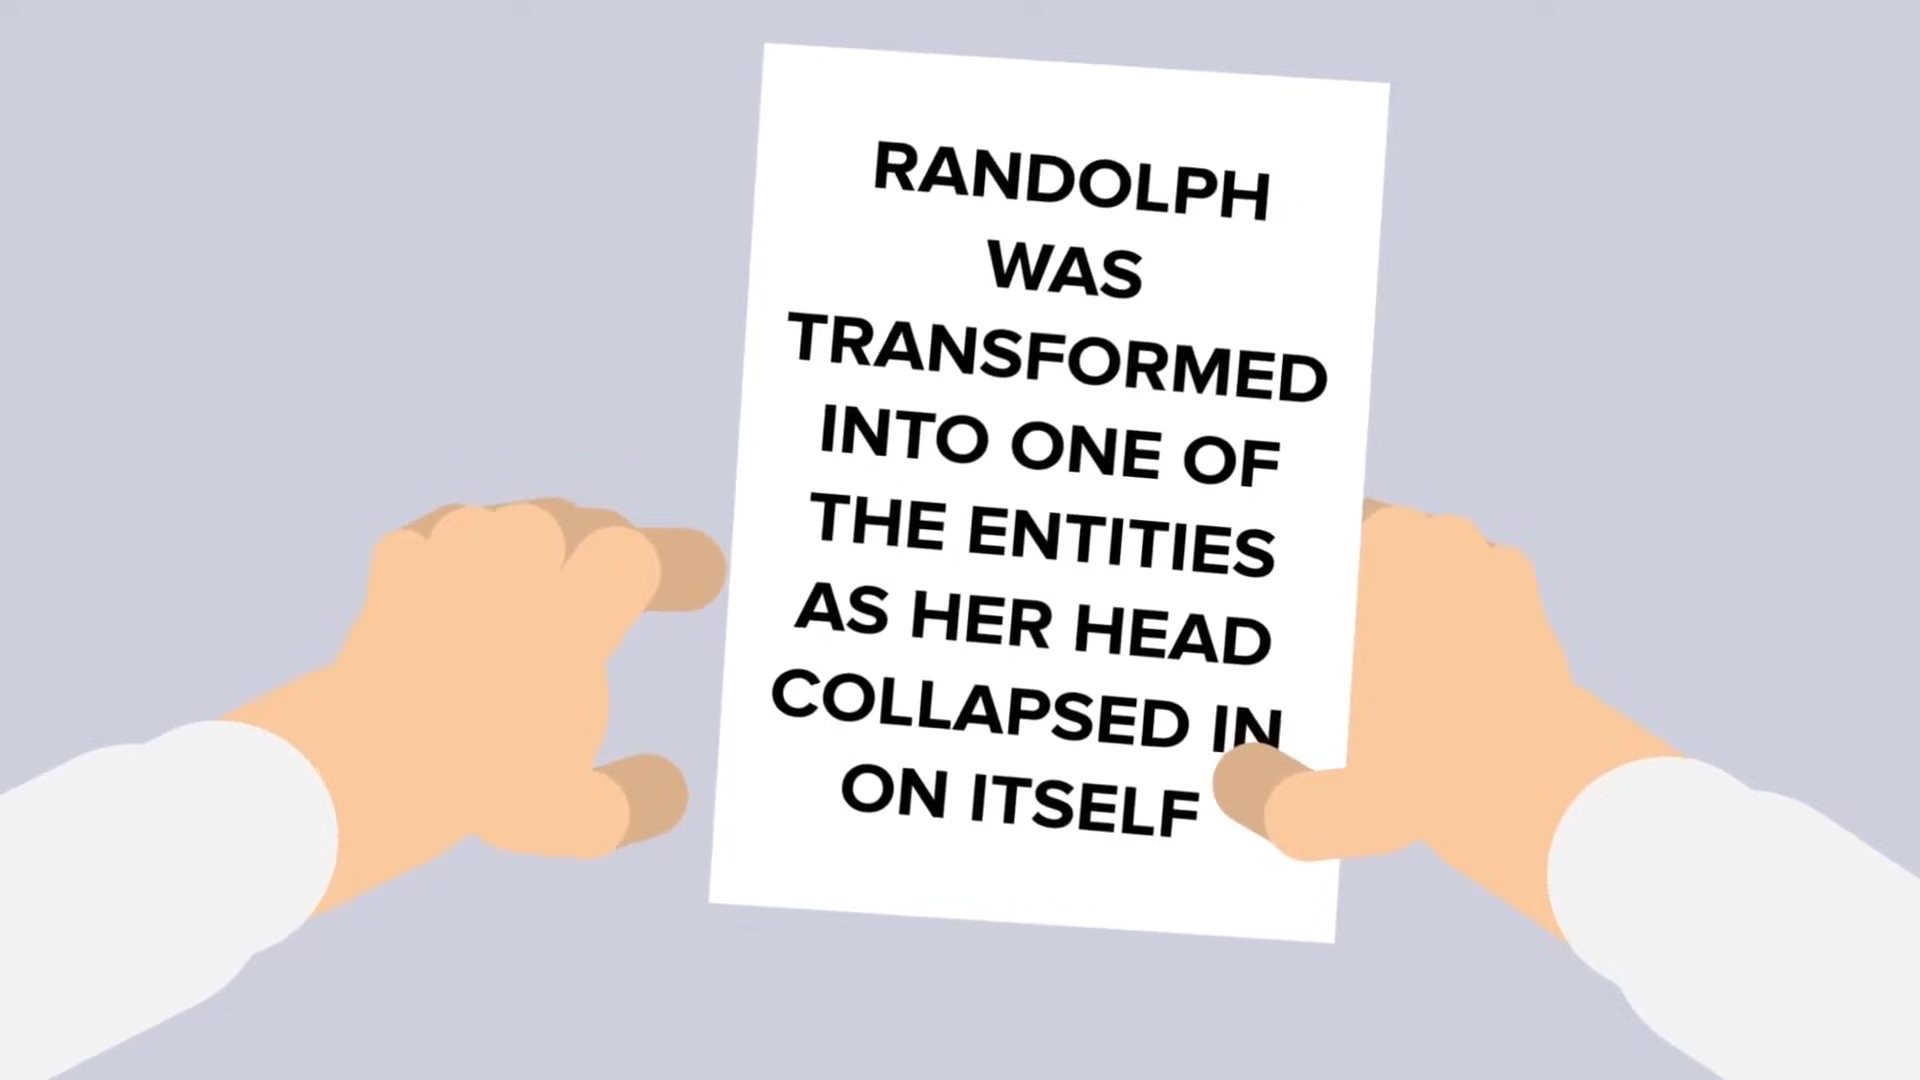 RANDOLPH
WAS
TRANSFORMED
INTO ONE OF
THE ENTITIES
AS HER HEAD
COLLAPSED IN
ON ITSELF